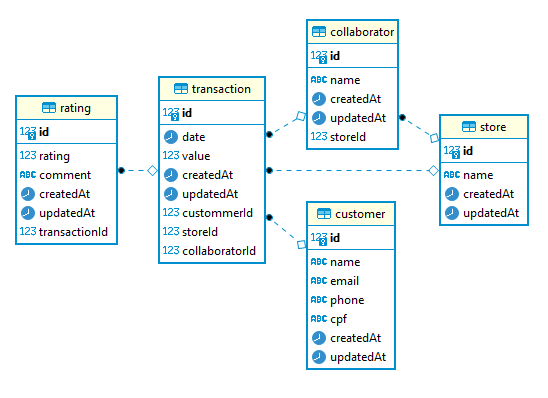 rating
123 id
123 rating
ABC comment
createdAt
updatedAt
123 transactionId
transaction
123 id
date
123 value
createdAt
updatedAt
123 custommerId
123 storeId
123 collaboratorId
collaborator
123 id
ABC name
createdAt
updatedAt
123 storeId
customer
123 id
ABC name
ABC email
ABC phone
ABC cpf
createdAt
updatedAt
store
123 id
ABC name
createdAt
updatedAt